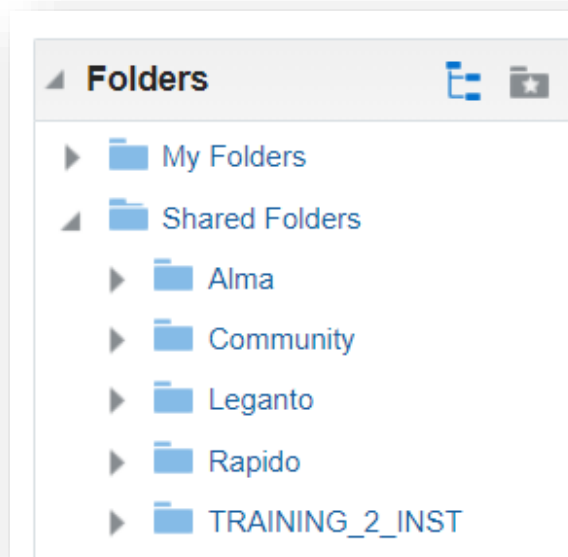 Folders
My Folders
Shared Folders
Alma
Community
Leganto
Rapido
TRAINING_2_INST